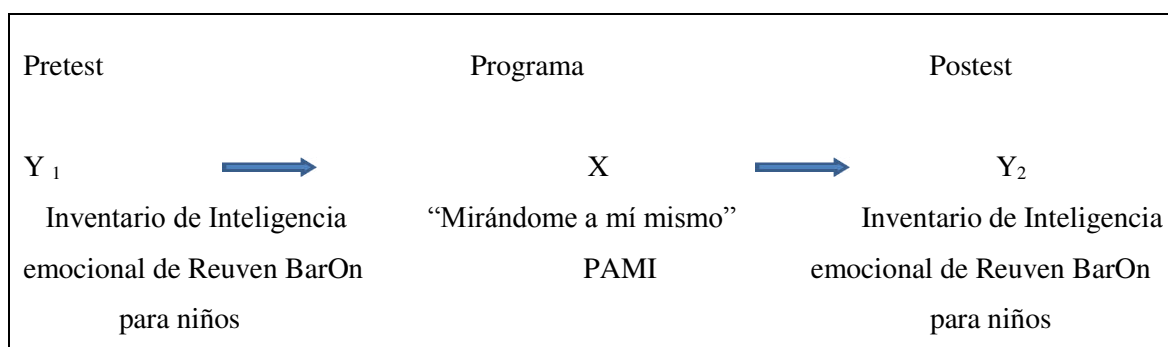 Pretest Programa Postest
Y 1 X Y2
Inventario de Inteligencia “Mirándome a mí mismo” Inventario de Inteligencia
emocional de Reuven BarOn PAMI emocional de Reuven BarOn
para niños para niños